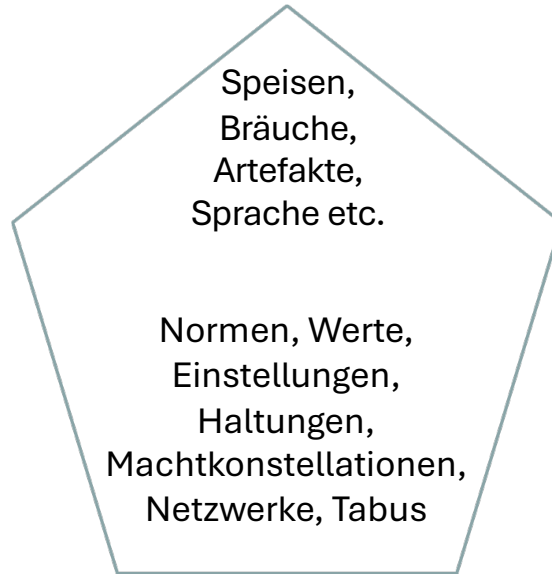 Speisen,
Bräuche,
Artefakte,
Sprache etc.
Normen, Werte,
Einstellungen,
Haltungen,
Machtkonstellationen,
Netzwerke, Tabus